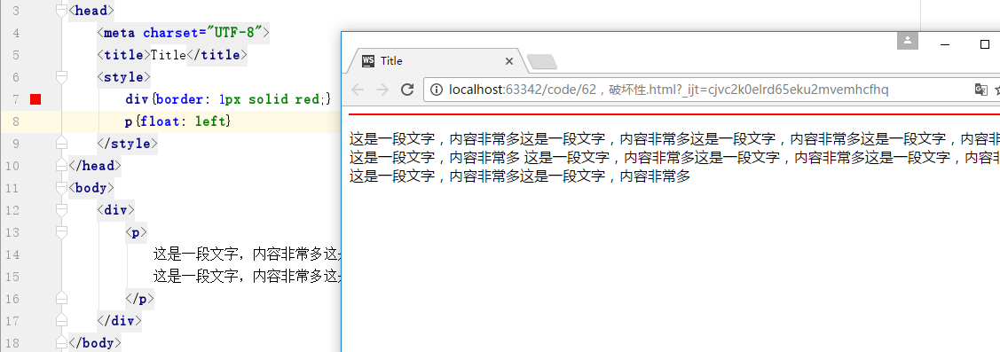 3 <head>
4 <meta charset="UTF-8">
5 <title>Title</title>
6 <style>
7 div{border: 1px solid red;}
8 p{float: left}
9 </style>
10 </head>
11 <body>
12 <div>
13 <p>
14 这是一段文字，内容非常多这是
15 这是一段文字，内容非常多这是
16 </p>
17 </div>
18 </body>
WS Title
localhost:63342/code/62，破坏性.html?_ijt=cjvc2k0elrd65eku2mvemhcfhq
这是一段文字，内容非常多这是一段文字，内容非常多这是一段文字，内容非常多这是一段文字，内容非
这是一段文字，内容非常多 这是一段文字，内容非常多这是一段文字，内容非常多这是一段文字，内容非
这是一段文字，内容非常多这是一段文字，内容非常多